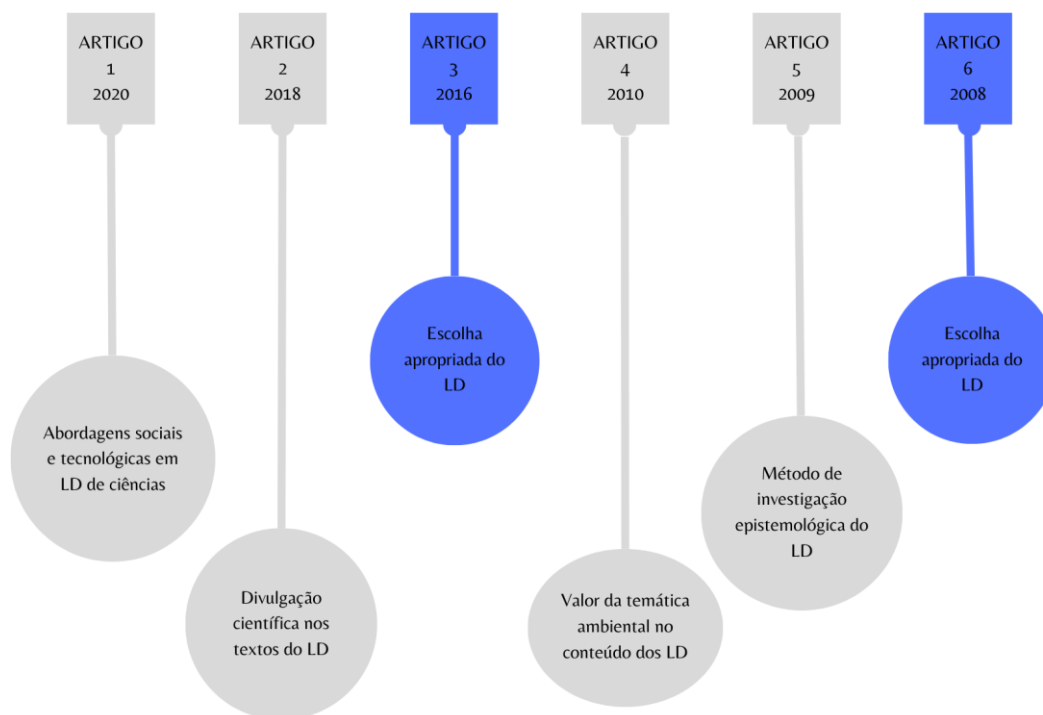 ARTIGO
1
2020
ARTIGO
2
2018
ARTIGO
3
2016
ARTIGO
4
2010
ARTIGO
5
2009
ARTIGO
6
2008
Abordagens sociais
e tecnológicas em
LD de ciências
Divulgação
científica nos
textos do LD
Escolha
apropriada do
LD
Valor da temática
ambiental no
conteúdo dos LD
Método de
investigação
epistemológica do
LD
Escolha
apropriada do
LD